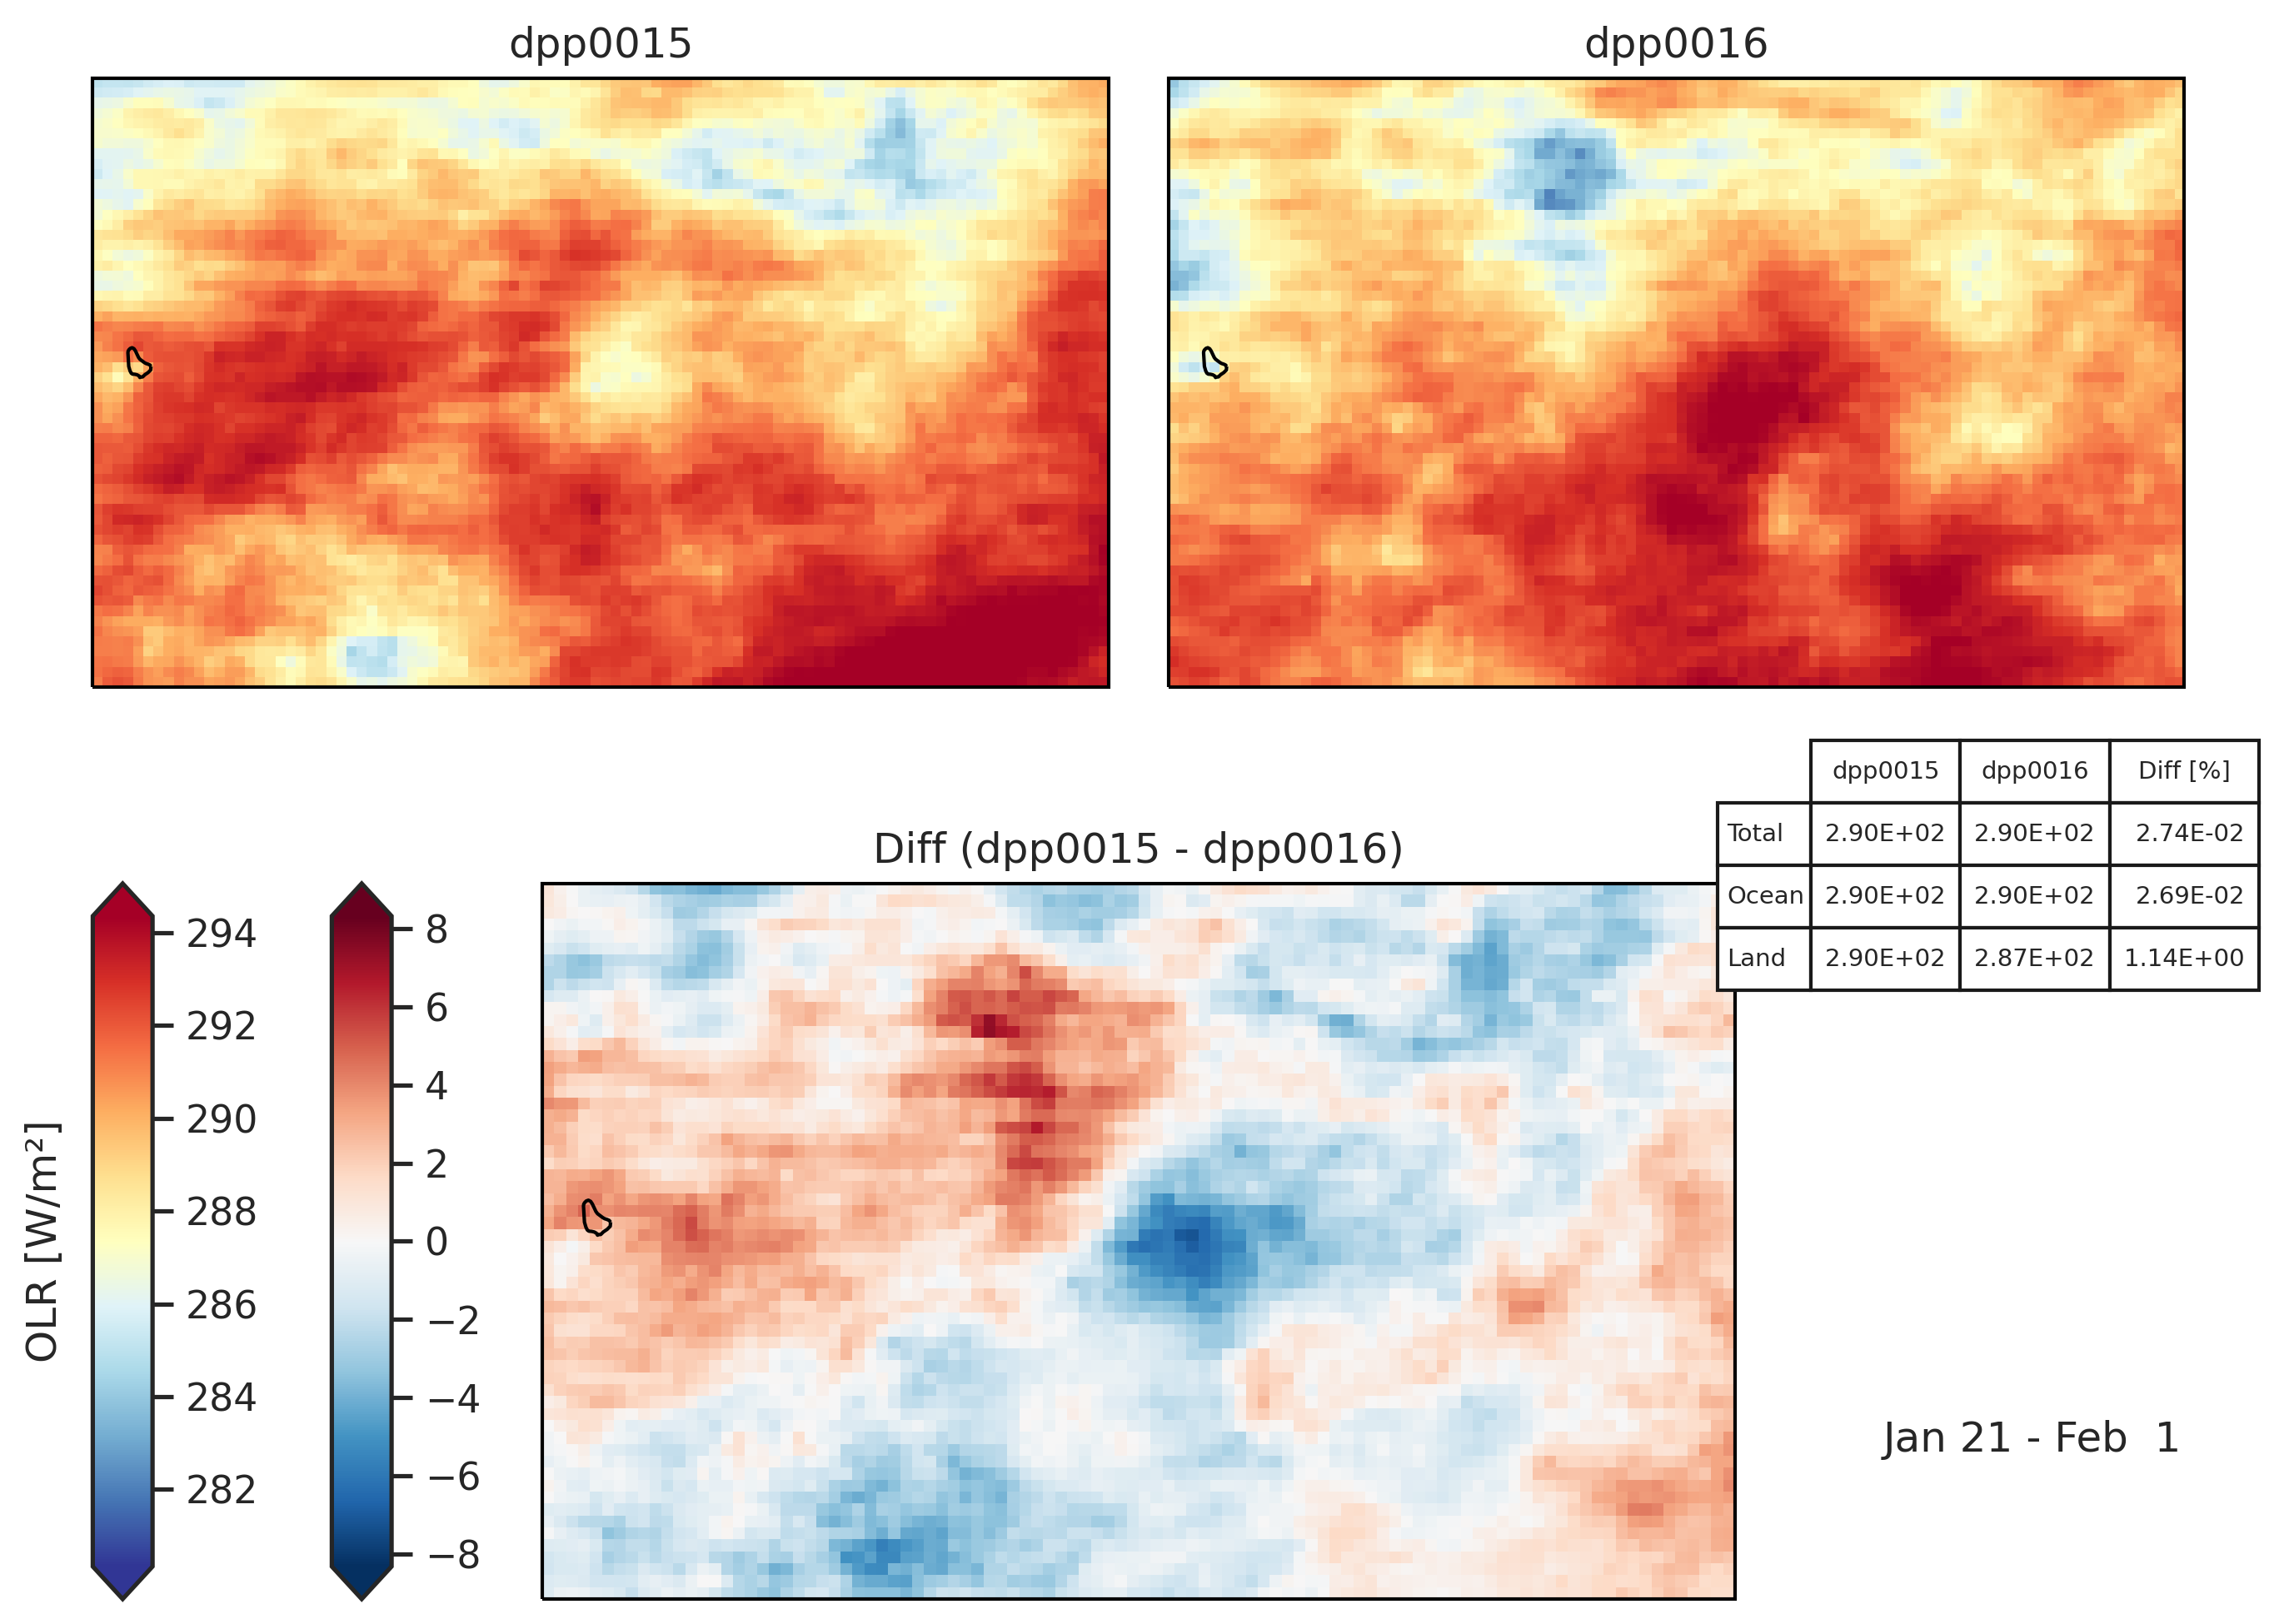 dpp0015
dpp0016
dpp0015 dpp0016 Diff [%]
Total 2.90E+02 2.90E+02 2.74E-02
Ocean 2.90E+02 2.90E+02 2.69E-02
Land 2.90E+02 2.87E+02 1.14E+00
Diff (dpp0015 - dpp0016)
OLR [W/m²]
294
292
290
288
286
284
282
8
6
4
2
0
−2
−4
−6
−8
Jan 21 - Feb  1